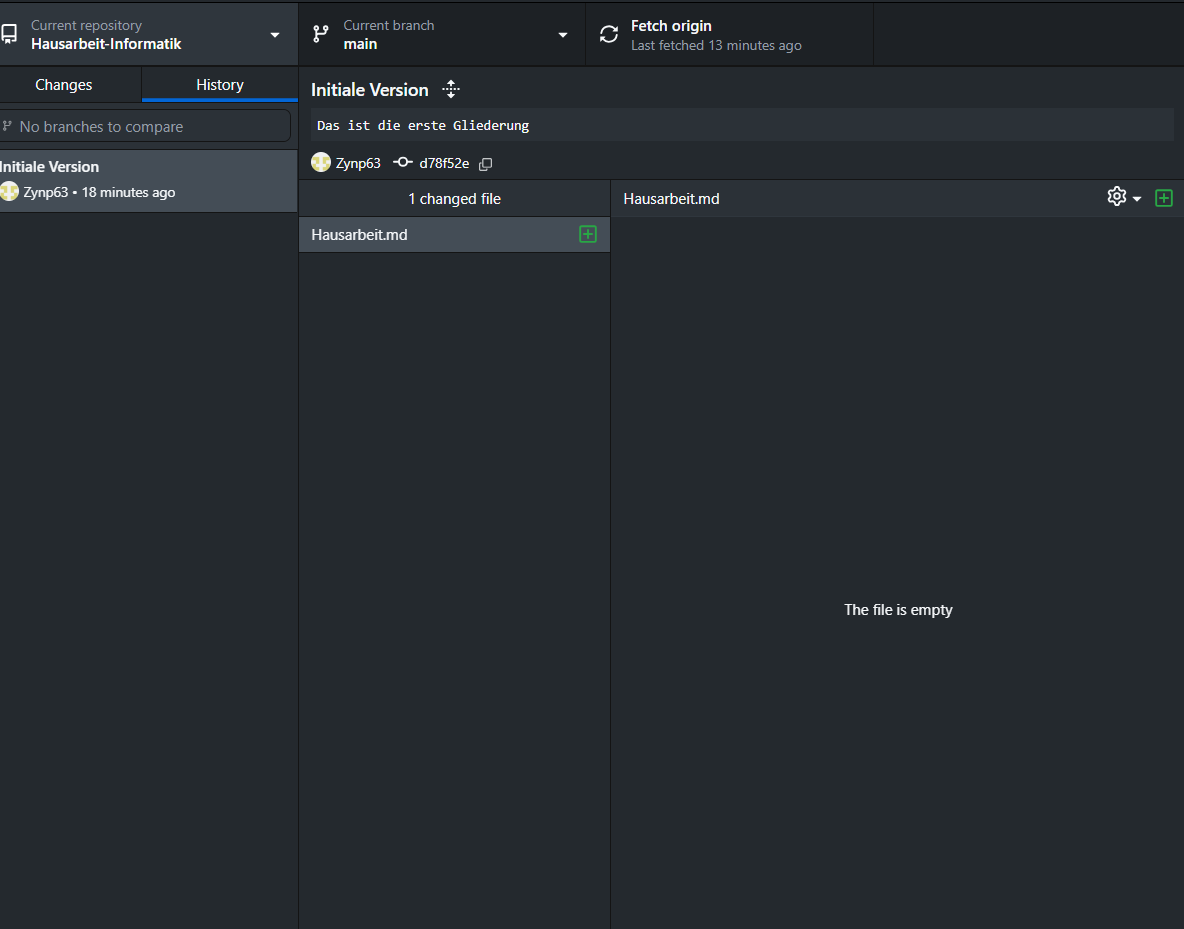 Current repository
Hausarbeit-Informatik
Current branch
main
Fetch origin
Last fetched 13 minutes ago
Changes
History
No branches to compare
Initiale Version
Zynp63 • 18 minutes ago
Initiale Version
Das ist die erste Gliederung
Zynp63
d78f52e
1 changed file
Hausarbeit.md
Hausarbeit.md
The file is empty